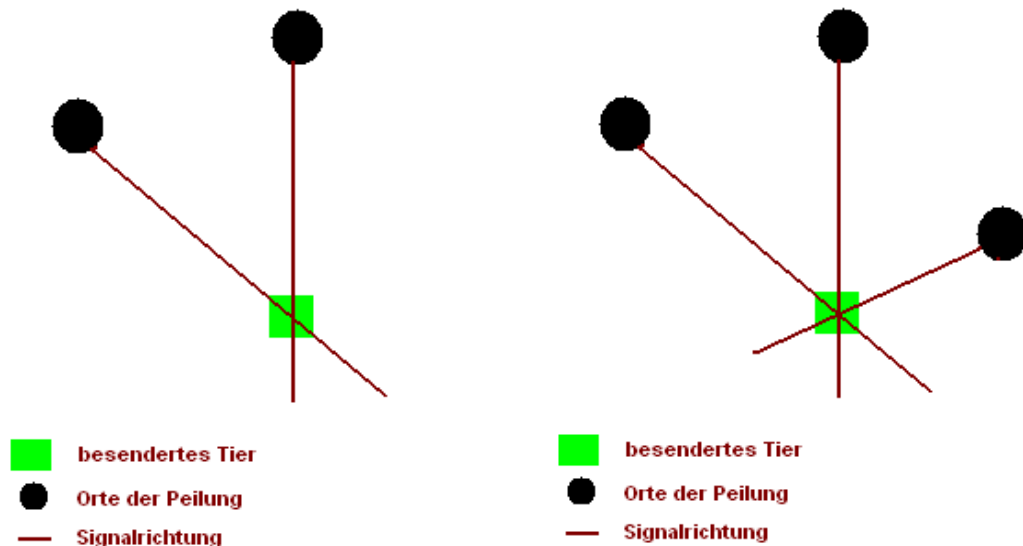 besendertes Tier
Orte der Peilung
Signalrichtung
besendertes Tier
Orte der Peilung
Signalrichtung